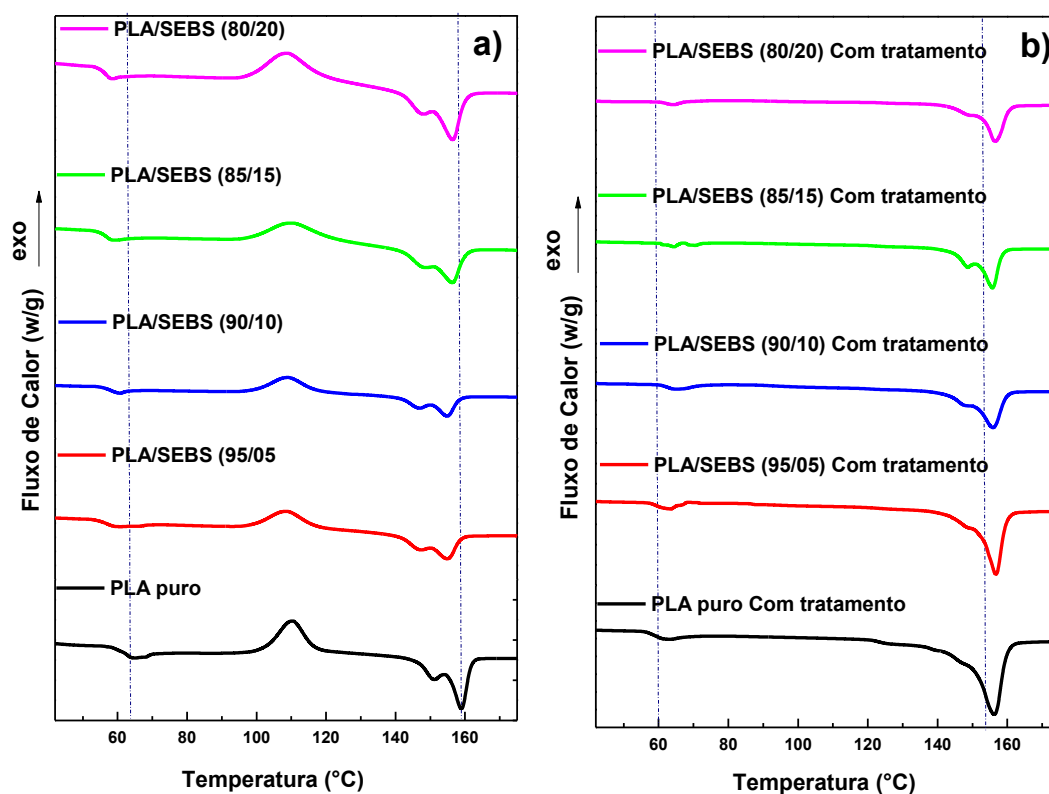 a)
PLA/SEBS (80/20)
PLA/SEBS (85/15)
PLA/SEBS (90/10)
PLA/SEBS (95/05
PLA puro
Fluxo de Calor (w/g)
exo
60 80 100 120 140 160
Temperatura (°C)
b)
PLA/SEBS (80/20) Com tratamento
PLA/SEBS (85/15) Com tratamento
PLA/SEBS (90/10) Com tratamento
PLA/SEBS (95/05) Com tratamento
PLA puro Com tratamento
Fluxo de Calor (w/g)
exo
60 80 100 120 140 160
Temperatura (°C)